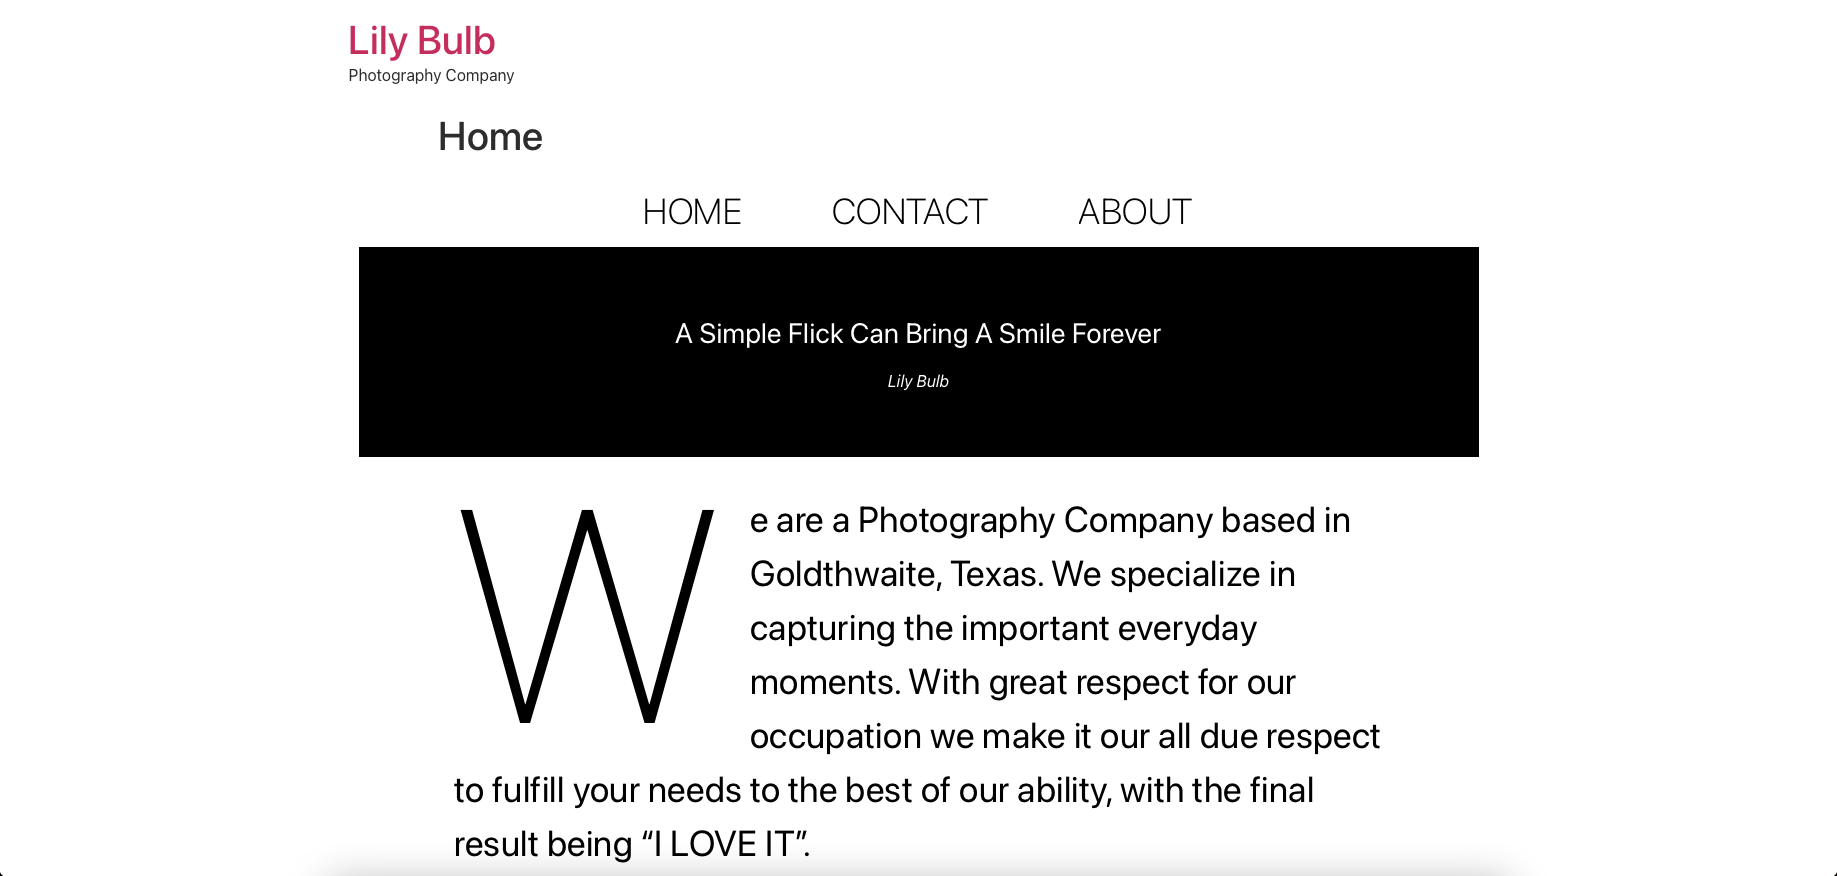 Lily Bulb
Photography Company
Home
HOME CONTACT ABOUT
A Simple Flick Can Bring A Smile Forever
Lily Bulb
We are a Photography Company based in
Goldthwaite, Texas. We specialize in
capturing the important everyday
moments. With great respect for our
occupation we make it our all due respect
to fulfill your needs to the best of our ability, with the final
result being “I LOVE IT”.